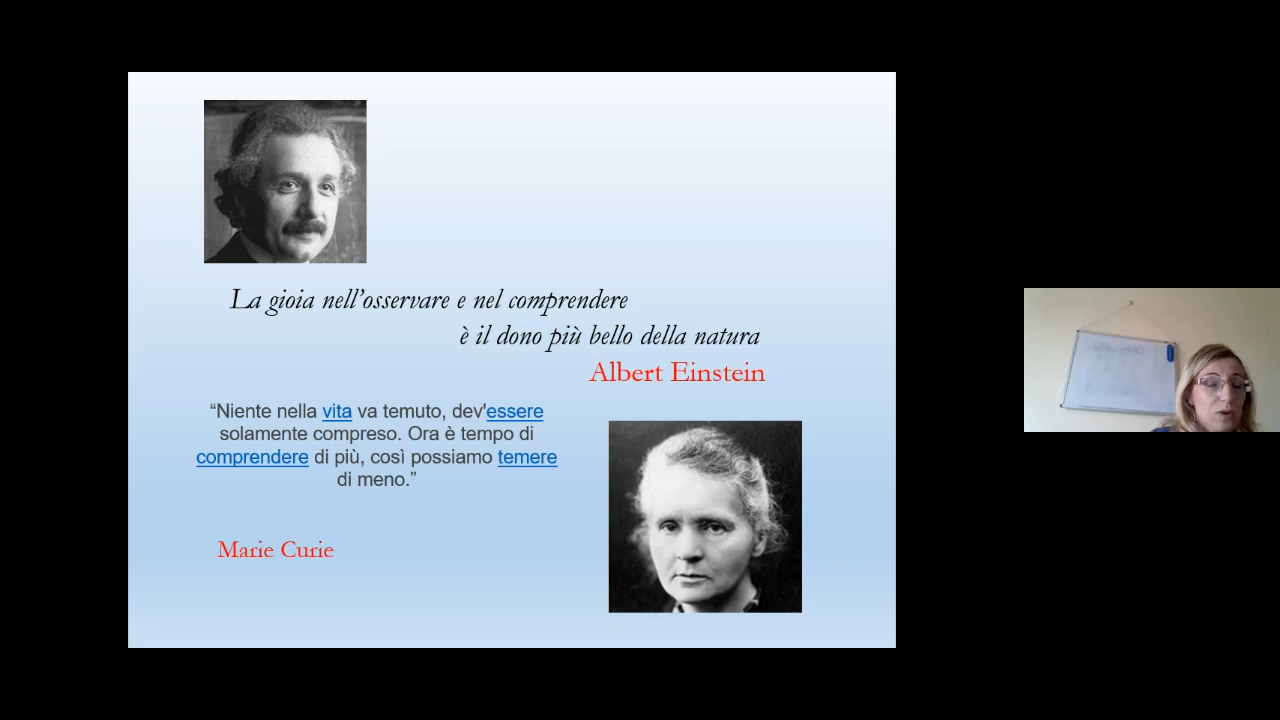 La gioia nell'osservare e nel comprendere
è il dono più bello della natura
Albert Einstein
“Niente nella vita va temuto, dev'essere
solamente compreso. Ora è tempo di
comprendere di più, così possiamo temere
di meno.”
Marie Curie